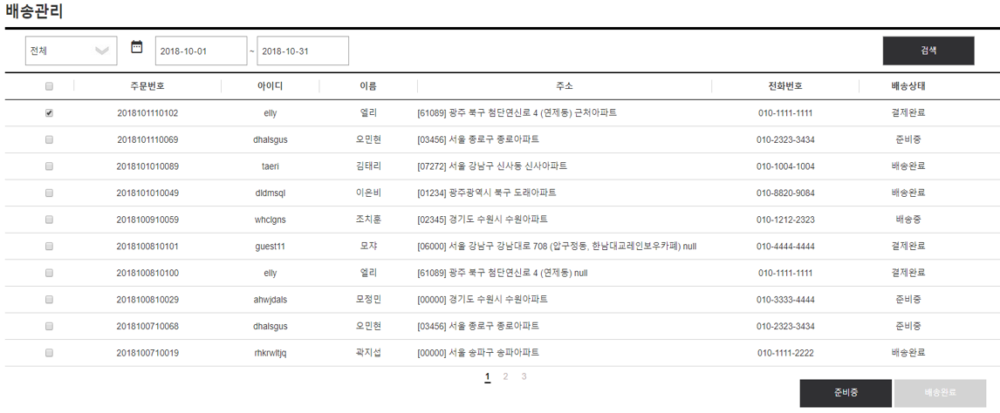 배송관리
전체 2018-10-01 ~ 2018-10-31 검색
주문번호 아이디 이름 주소 전화번호 배송상태
2018101110102 elly 엘리 [61089] 광주 북구 첨단연신로 4 (연제동) 근처아파트 010-1111-1111 결제완료
2018101110069 dhalsgus 오민현 [03456] 서울 종로구 종로아파트 010-2323-3434 준비중
2018101010089 taeri 김태리 [07272] 서울 강남구 신사동 신사아파트 010-1004-1004 배송완료
2018101010049 dldmsql 이은비 [01234] 광주광역시 북구 도래아파트 010-8820-9084 배송완료
2018100910059 whclgns 조치훈 [02345] 경기도 수원시 수원아파트 010-1212-2323 배송중
2018100810101 guest11 모쟈 [06000] 서울 강남구 강남대로 708 (압구정동, 한남대교레인보우카페) null 010-4444-4444 결제완료
2018100810100 elly 엘리 [61089] 광주 북구 첨단연신로 4 (연제동) null 010-1111-1111 결제완료
2018100810029 ahwjdals 모정민 [00000] 경기도 수원시 수원아파트 010-3333-4444 준비중
2018100710068 dhalsgus 오민현 [03456] 서울 종로구 종로아파트 010-2323-3434 준비중
2018100710019 rhkrwltjq 곽지섭 [00000] 서울 송파구 송파아파트 010-1111-2222 배송완료
1 2 3
준비중 배송완료